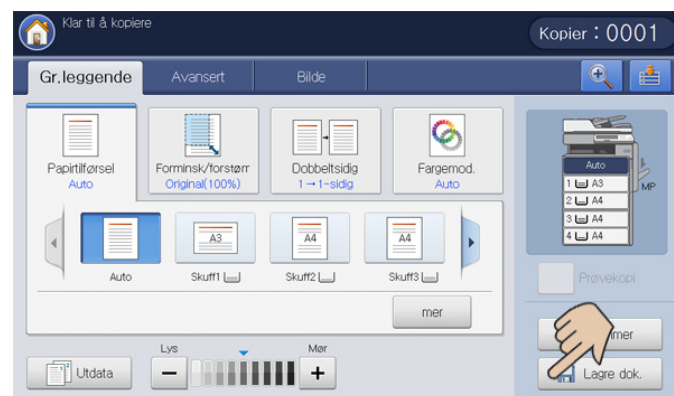 Klar til å kopiere
Kopier : 0001
Gr.leggende
Avansert
Bilde
Papirtilførsel
Auto
Forminsk/forstørr
Original(100%)
Dobbeltsidig
1 → 1-sidig
Fargemod.
Auto
Auto
A3
Skuff1
A4
Skuff2
A4
Skuff3
mer
Auto
1 A3
MP
2 A4
3 A4
4 A4
Prøvekopi
Lys
Mør
Utdata
Lagre dok.